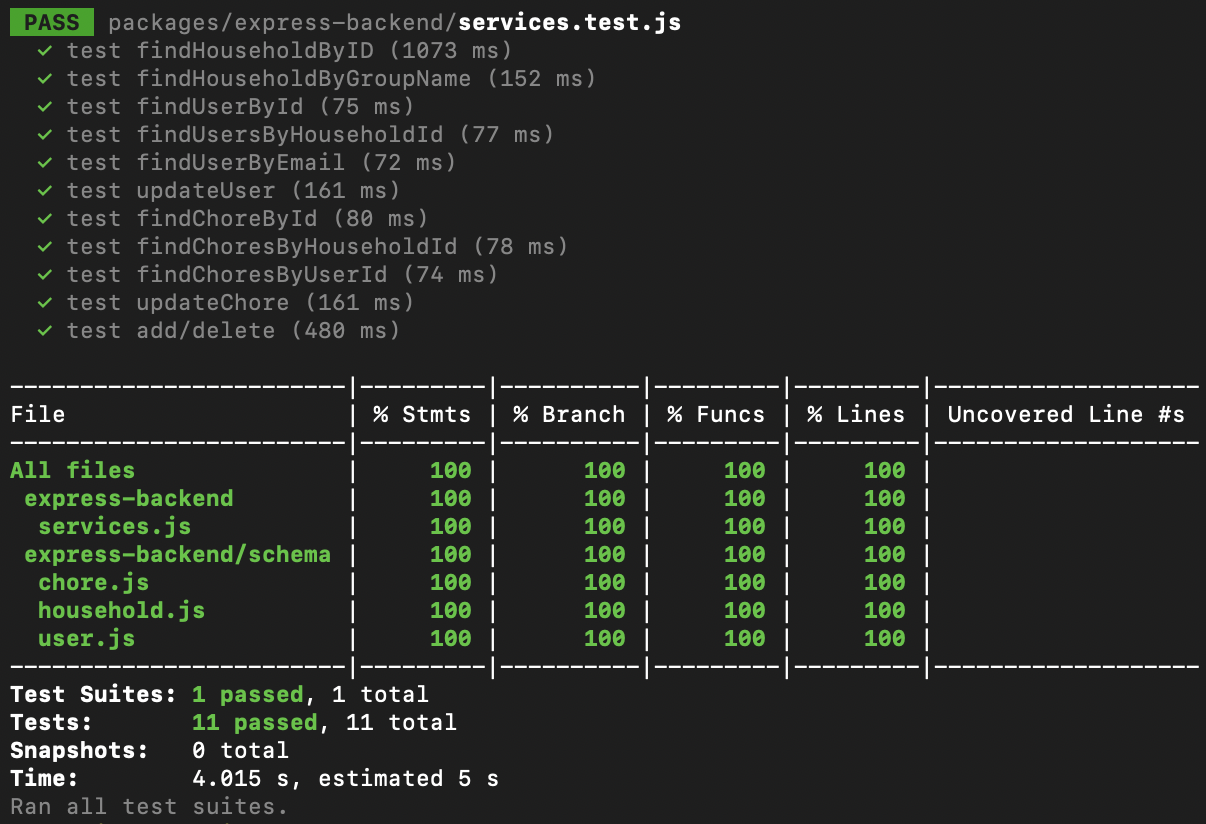 PASS packages/express-backend/services.test.js
✓ test findHouseholdByID (1073 ms)
✓ test findHouseholdByGroupName (152 ms)
✓ test findUserById (75 ms)
✓ test findUsersByHouseholdId (77 ms)
✓ test findUserByEmail (72 ms)
✓ test updateUser (161 ms)
✓ test findChoreById (80 ms)
✓ test findChoresByHouseholdId (78 ms)
✓ test findChoresByUserId (74 ms)
✓ test updateChore (161 ms)
✓ test add/delete (480 ms)
------------------------|---------|----------|---------|---------|-------------------
File                    | % Stmts | % Branch | % Funcs | % Lines | Uncovered Line #s
------------------------|---------|----------|---------|---------|-------------------
All files               |     100 |      100 |     100 |     100 |
 express-backend        |     100 |      100 |     100 |     100 |
  services.js           |     100 |      100 |     100 |     100 |
 express-backend/schema |     100 |      100 |     100 |     100 |
  chore.js              |     100 |      100 |     100 |     100 |
  household.js          |     100 |      100 |     100 |     100 |
  user.js               |     100 |      100 |     100 |     100 |
------------------------|---------|----------|---------|---------|-------------------
Test Suites: 1 passed, 1 total
Tests:       11 passed, 11 total
Snapshots:   0 total
Time:        4.015 s, estimated 5 s
Ran all test suites.